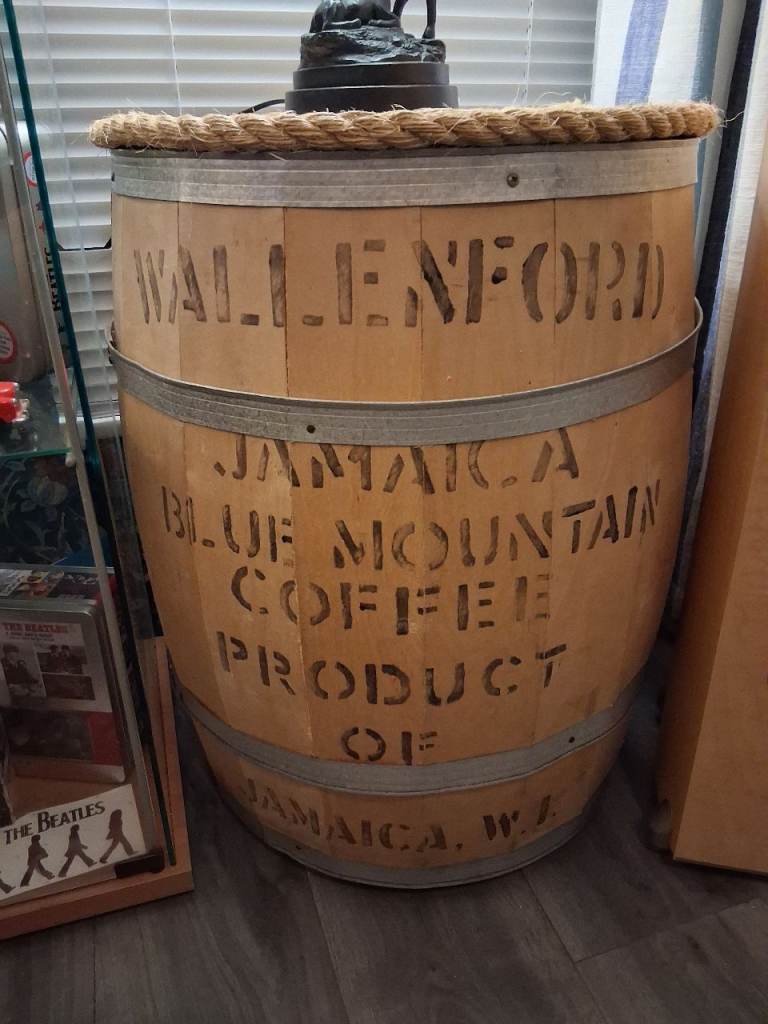 WALLENFORD
JAMAICA
BLUE MOUNTAIN
COFFEE
PRODUCT
OF
JAMAICA, W.I.
THE BEATLES
THE BEATLES